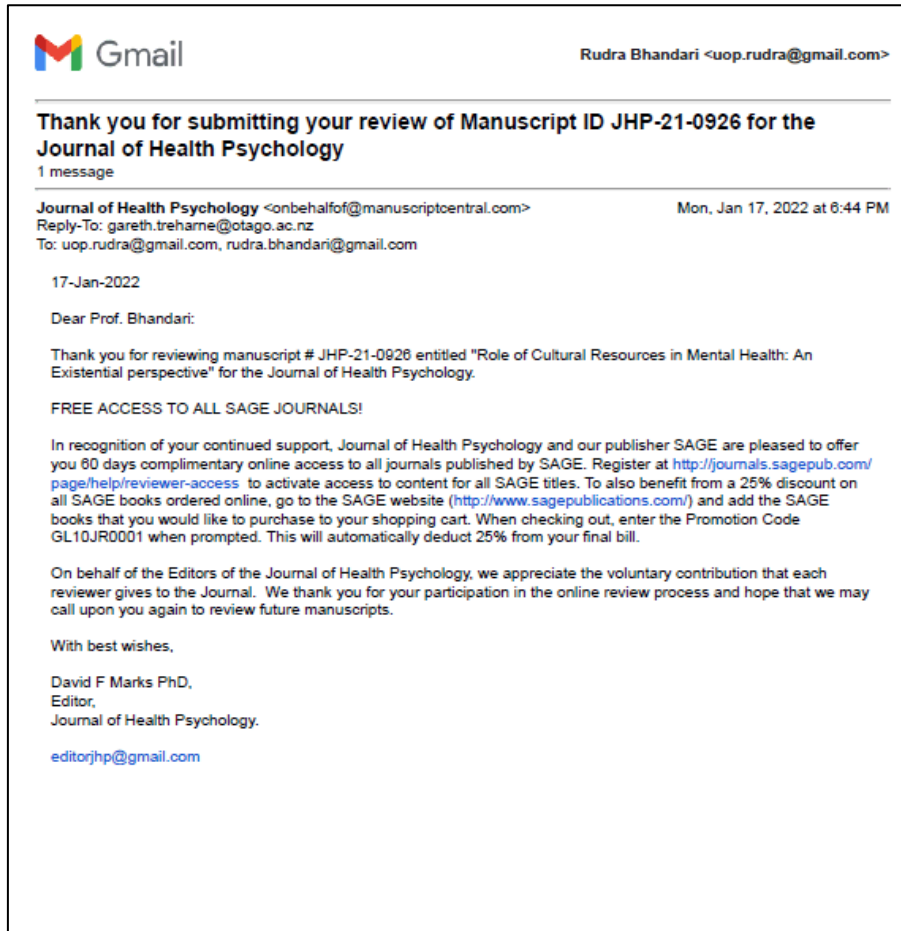 Gmail
Rudra Bhandari <uop.rudra@gmail.com>
Thank you for submitting your review of Manuscript ID JHP-21-0926 for the
Journal of Health Psychology
1 message
Journal of Health Psychology <onbehalfof@manuscriptcentral.com>
Mon, Jan 17, 2022 at 6:44 PM
Reply-To: gareth.treharne@otago.ac.nz
To: uop.rudra@gmail.com, rudra.bhandari@gmail.com
17-Jan-2022
Dear Prof. Bhandari:
Thank you for reviewing manuscript # JHP-21-0926 entitled "Role of Cultural Resources in Mental Health: An
Existential perspective" for the Journal of Health Psychology.
FREE ACCESS TO ALL SAGE JOURNALS!
In recognition of your continued support, Journal of Health Psychology and our publisher SAGE are pleased to offer
you 60 days complimentary online access to all journals published by SAGE. Register at http://journals.sagepub.com/
page/help/reviewer-access to activate access to content for all SAGE titles. To also benefit from a 25% discount on
all SAGE books ordered online, go to the SAGE website (http://www.sagepublications.com/) and add the SAGE
books that you would like to purchase to your shopping cart. When checking out, enter the Promotion Code
GL10JR0001 when prompted. This will automatically deduct 25% from your final bill.
On behalf of the Editors of the Journal of Health Psychology, we appreciate the voluntary contribution that each
reviewer gives to the Journal. We thank you for your participation in the online review process and hope that we may
call upon you again to review future manuscripts.
With best wishes,
David F Marks PhD,
Editor,
Journal of Health Psychology.
editorjhp@gmail.com